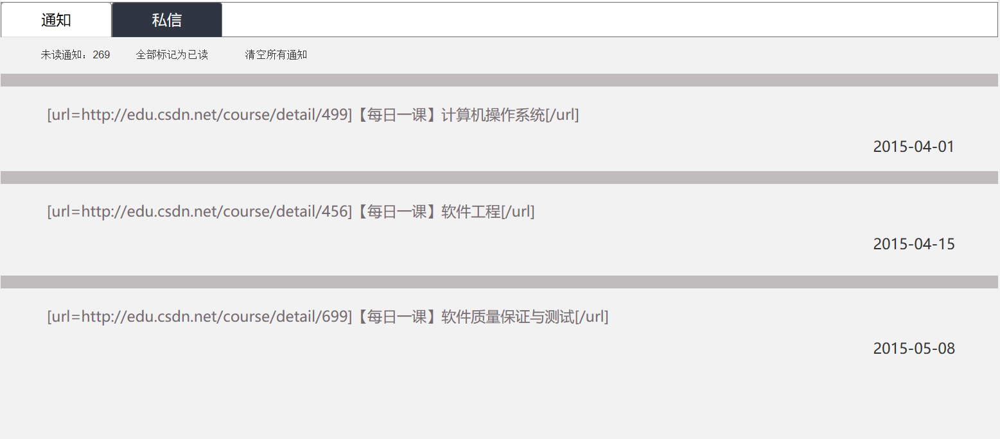 通知 私信
未读通知：269 全部标记为已读 清空所有通知
[url=http://edu.csdn.net/course/detail/499]【每日一课】计算机操作系统[/url]
2015-04-01
[url=http://edu.csdn.net/course/detail/456]【每日一课】软件工程[/url]
2015-04-15
[url=http://edu.csdn.net/course/detail/699]【每日一课】软件质量保证与测试[/url]
2015-05-08